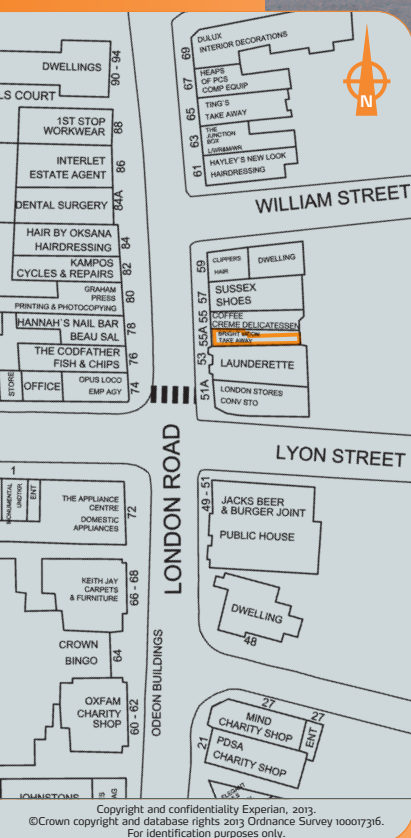 DWELLINGS
90 - 94
LS COURT
1ST STOP
WORKWEAR
88
INTERLET
ESTATE AGENT
86
DENTAL SURGERY
84A
HAIR BY OKSANA
HAIRDRESSING
84
KAMPOS
CYCLES & REPAIRS
82
GRAHAM
PRESS
PRINTING & PHOTOCOPYING
80
HANNAH'S NAIL BAR
BEAU SAL
78
THE CODFATHER
FISH & CHIPS
76
STORE
OFFICE
OPUS LOCO
EMP AGY
74
69
DULUX
INTERIOR DECORATIONS
67
HEAPS
OF PCS
COMP EQUIP
65
TING'S
TAKE AWAY
63
THE
JUNCTION
BOX
L/WR&M/WR
61
HAYLEY'S NEW LOOK
HAIRDRESSING
N
WILLIAM STREET
59
CLIPPERS
HAIR
DWELLING
57
SUSSEX
SHOES
55
COFFEE
CREME DELICATESSEN
55A
BRIGHT MOON
TAKE AWAY
53
LAUNDERETTE
51A
LONDON STORES
CONV STO
LONDON ROAD
LYON STREET
1
MONUMENTAL
UNDTKR
ENT
THE APPLIANCE
CENTRE
DOMESTIC
APPLIANCES
72
KEITH JAY
CARPETS
& FURNITURE
66 - 68
CROWN
BINGO
64
OXFAM
CHARITY
SHOP
60 - 62
ODEON BUILDINGS
JOHNSTONS
49 - 51
JACKS BEER
& BURGER JOINT
PUBLIC HOUSE
DWELLING
48
27
MIND
CHARITY SHOP
27
ENT
21
PDSA
CHARITY SHOP
ELEGANT
Copyright and confidentiality Experian, 2013.
©Crown copyright and database rights 2013 Ordnance Survey 100017316.
For identification purposes only.